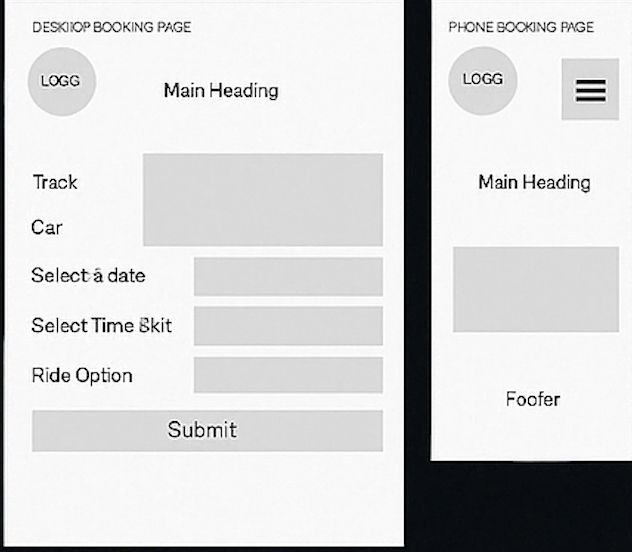 DESKIIOP BOOKING PAGE
LOGG
Main Heading
Track
Car
Select a date
Select Time Skit
Ride Option
Submit
PHONE BOOKING PAGE
LOGG
Main Heading
Foofer